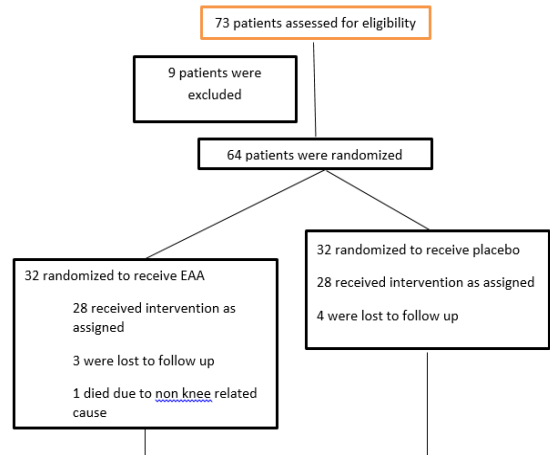 73 patients assessed for eligibility
9 patients were
excluded
64 patients were randomized
32 randomized to receive EAA
28 received intervention as
assigned
3 were lost to follow up
1 died due to non knee related
cause
32 randomized to receive placebo
28 received intervention as assigned
4 were lost to follow up